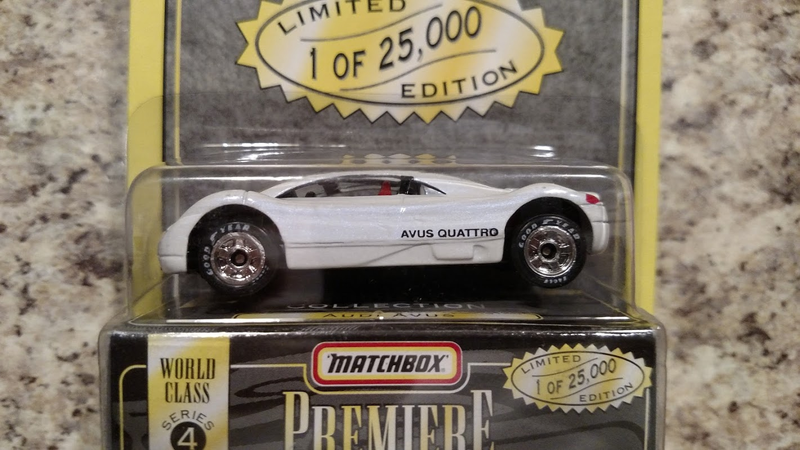 LIMITED
1 OF 25,000
EDITION
AVUS QUATTRO
GOOD YEAR
GOOD YEAR
EAGLE
COLLECTION
Audi Avus
MATCHBOX
WORLD
CLASS
SERIES
4
LIMITED
1 OF 25,000
EDITION
PREMIERE